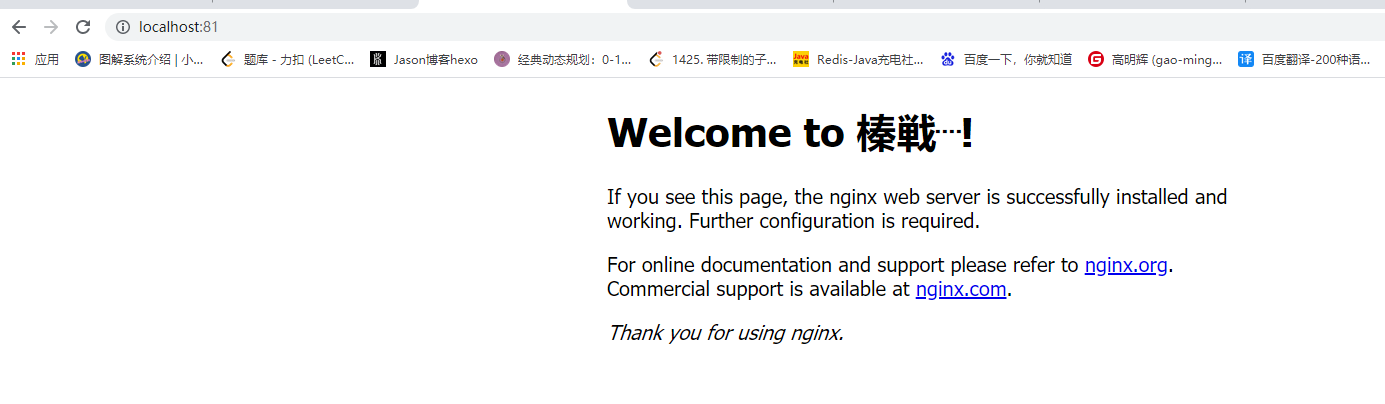 localhost:81
应用 图解系统介绍 | 小... 题库 - 力扣 (LeetC... Jason博客hexo 经典动态规划：0-1... 1425. 带限制的子... Redis-Java充电社... 百度一下，你就知道 高明辉 (gao-ming... 百度翻译-200种语...
Welcome to 榛戦┈!
If you see this page, the nginx web server is successfully installed and
working. Further configuration is required.
For online documentation and support please refer to nginx.org.
Commercial support is available at nginx.com.
Thank you for using nginx.